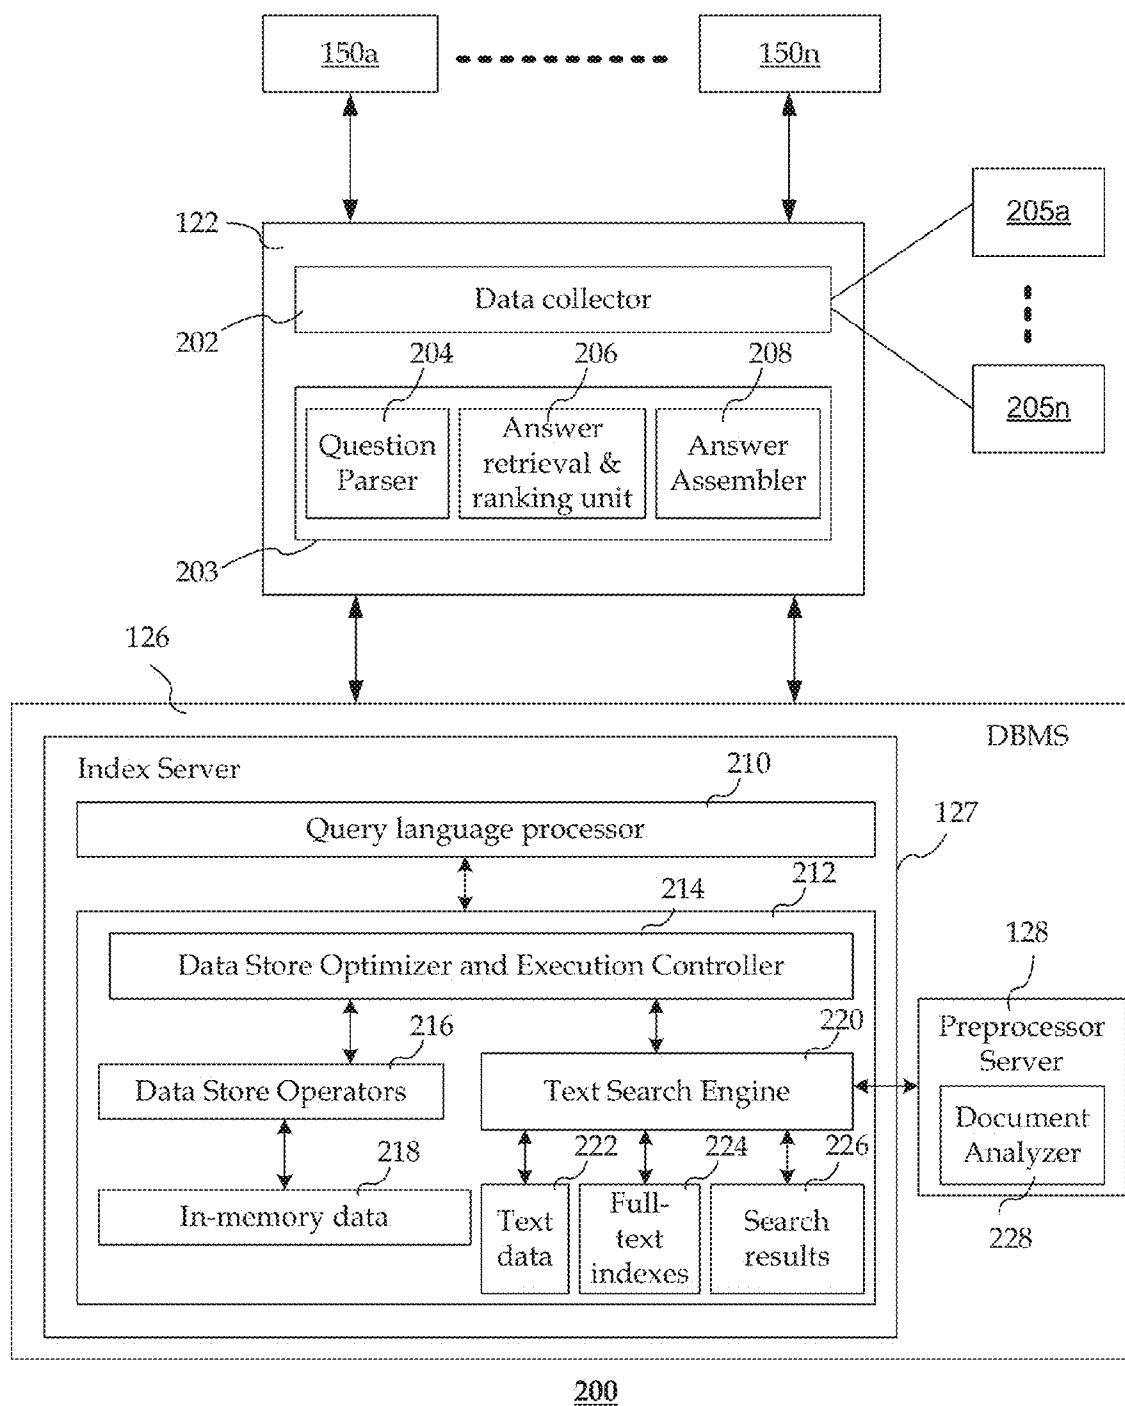 150a
150n
122
205a
Data collector
202
204
206
208
205n
Question
Parser
Answer
retrieval &
ranking unit
Answer
Assembler
203
126
DBMS
Index Server
210
Query language processor
127
212
214
Data Store Optimizer and Execution Controller
128
216
220
Preprocessor
Server
Data Store Operators
Text Search Engine
Document
Analyzer
218
222
224
226
In-memory data
Text
data
Full-
text
indexes
Search
results
228
200